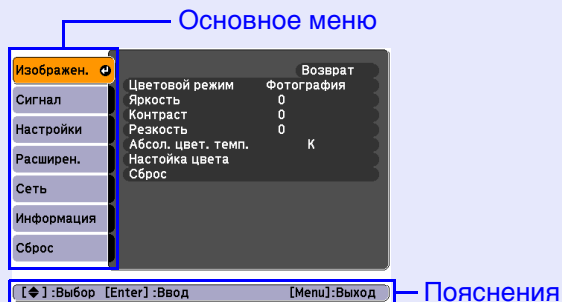 Основное меню
Изображен.
Сигнал
Настройки
Расширен.
Сеть
Информация
Сброс
Возврат
Цветовой режим Фотография
Яркость 0
Контраст 0
Резкость 0
Абсол. цвет. темп. K
Настойка цвета
Сброс
[◆] :Выбор [Enter] :Ввод [Menu]:Выход
Пояснения